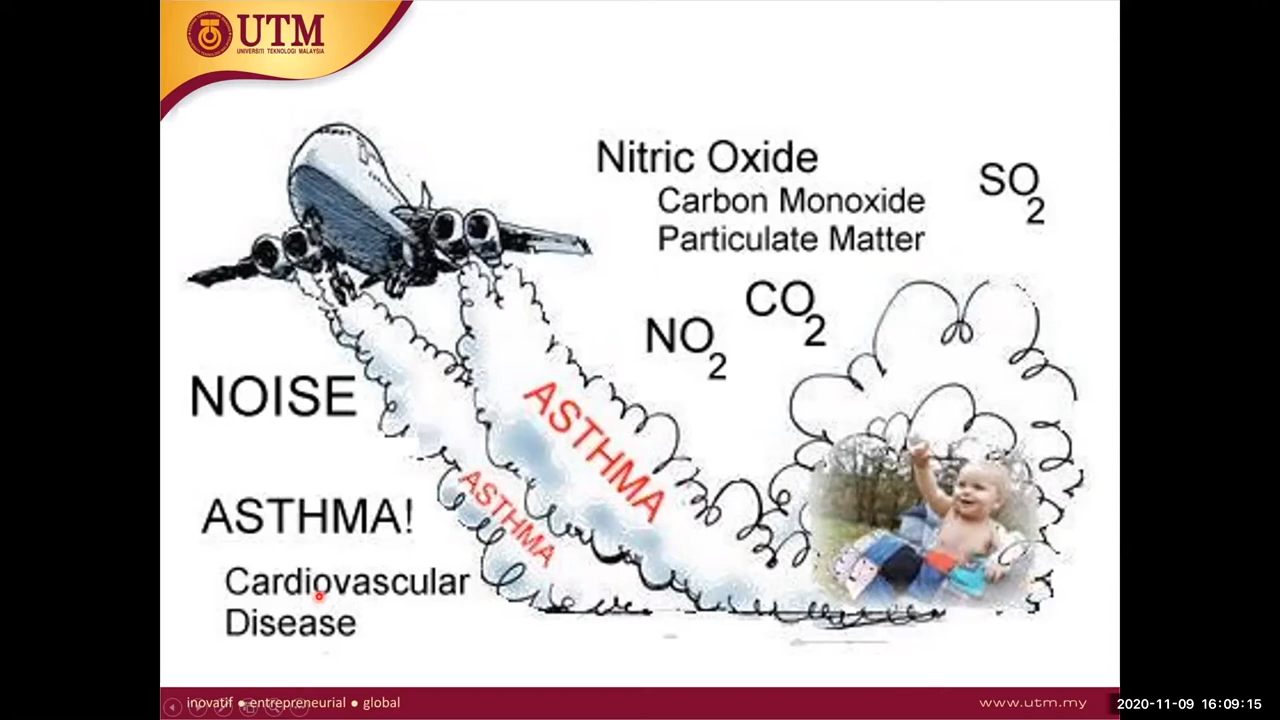 UTM
UNIVERSITI TEKNOLOGI MALAYSIA
Nitric Oxide
Carbon Monoxide
Particulate Matter
SO2
CO2
NO2
NOISE
ASTHMA
ASTHMA
ASTHMA!
Cardiovascular
Disease
inovatif ● entrepreneurial ● global
www.utm.my
2020-11-09 16:09:15